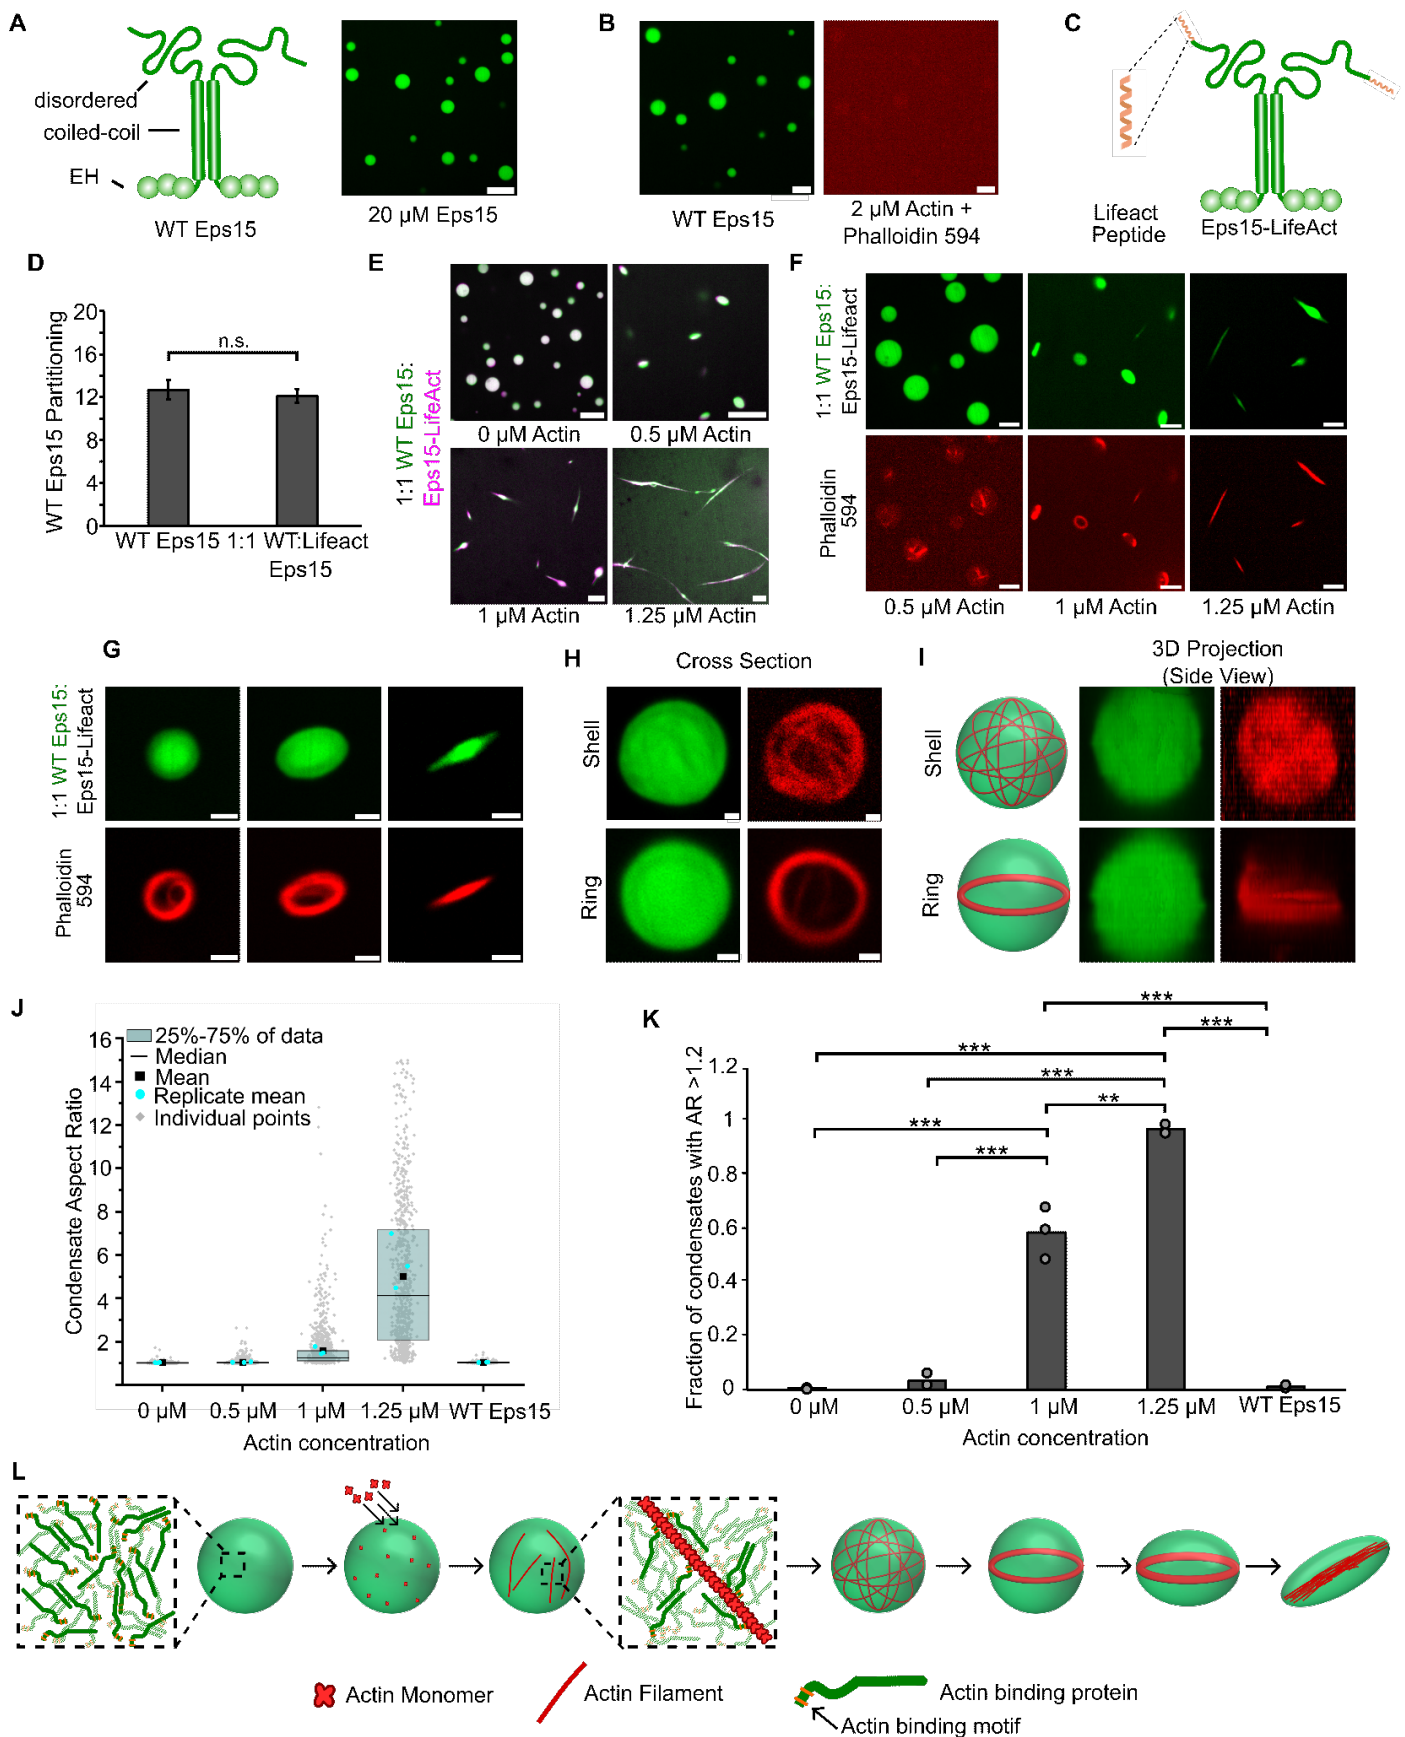 A
disordered
coiled-coil
EH
WT Eps15
20 µM Eps15
B
WT Eps15
2 µM Actin +
Phalloidin 594
C
Lifeact
Peptide
Eps15-LifeAct
D
WT Eps15 Partitioning
20
16
12
8
4
0
n.s.
WT Eps15
1:1 WT:Lifeact
Eps15
E
1:1 WT Eps15:
Eps15-LifeAct
0 µM Actin
0.5 µM Actin
1 µM Actin
1.25 µM Actin
F
1:1 WT Eps15:
Eps15-Lifeact
Phalloidin
594
0.5 µM Actin
1 µM Actin
1.25 µM Actin
G
1:1 WT Eps15:
Eps15-Lifeact
Phalloidin
594
H
Cross Section
Shell
Ring
I
3D Projection
(Side View)
Shell
Ring
J
Condensate Aspect Ratio
16
14
12
10
8
6
4
2
25%-75% of data
Median
Mean
Replicate mean
Individual points
0 µM
0.5 µM
1 µM
1.25 µM
WT Eps15
Actin concentration
K
Fraction of condensates with AR >1.2
1.2
1
0.8
0.6
0.4
0.2
0
***
***
***
***
**
***
***
0 µM
0.5 µM
1 µM
1.25 µM
WT Eps15
Actin concentration
L
Actin Monomer
Actin Filament
Actin binding protein
Actin binding motif